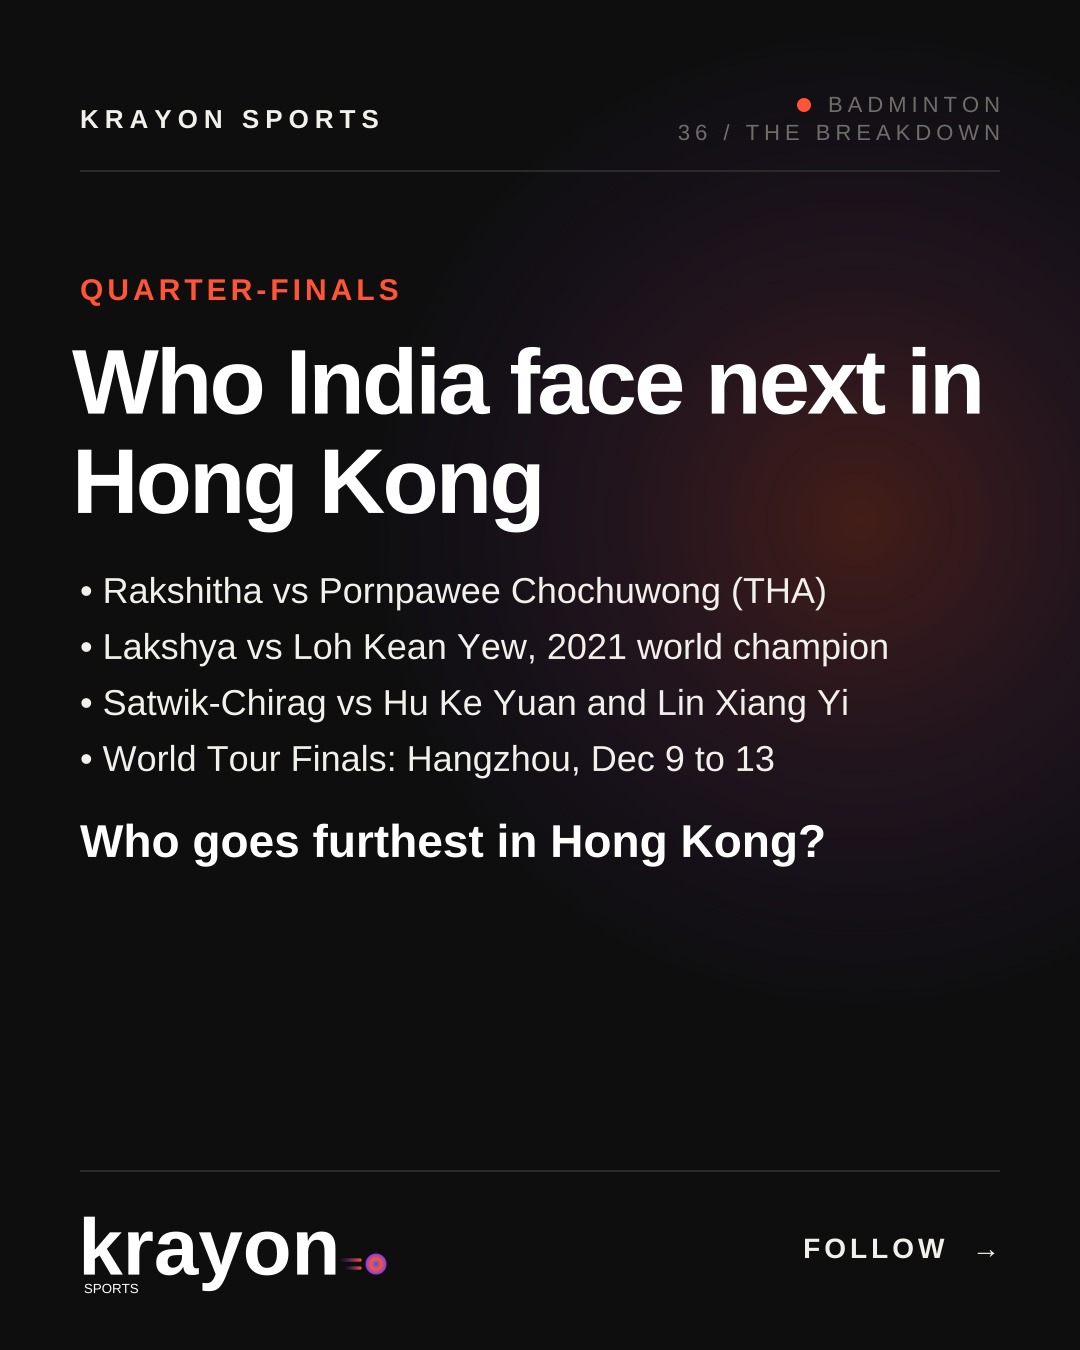 KRAYON SPORTS
BADMINTON
36 / THE BREAKDOWN
QUARTER-FINALS
Who India face next in
Hong Kong
• Rakshitha vs Pornpawee Chochuwong (THA)
• Lakshya vs Loh Kean Yew, 2021 world champion
• Satwik-Chirag vs Hu Ke Yuan and Lin Xiang Yi
• World Tour Finals: Hangzhou, Dec 9 to 13
Who goes furthest in Hong Kong?
krayon
SPORTS
FOLLOW →